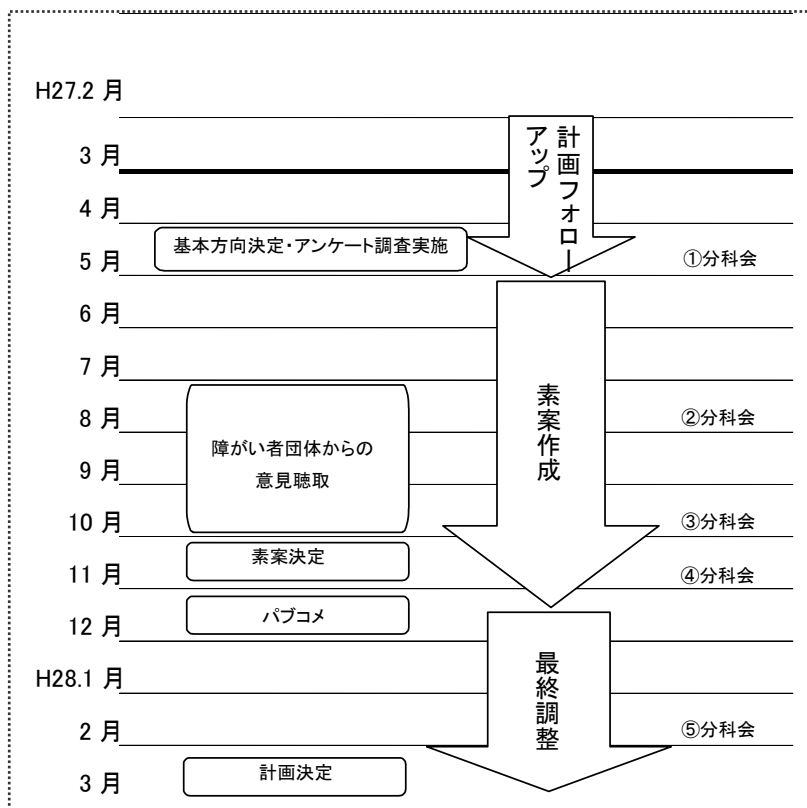 H27.2 月
3 月
計画フォロー
アップ
4 月
基本方向決定・アンケート調査実施
5 月
①分科会
6 月
7 月
8 月
②分科会
障がい者団体からの
意見聴取
素案作成
9 月
10 月
③分科会
素案決定
11 月
④分科会
パブコメ
12 月
H28.1 月
最終調整
2 月
⑤分科会
計画決定
3 月